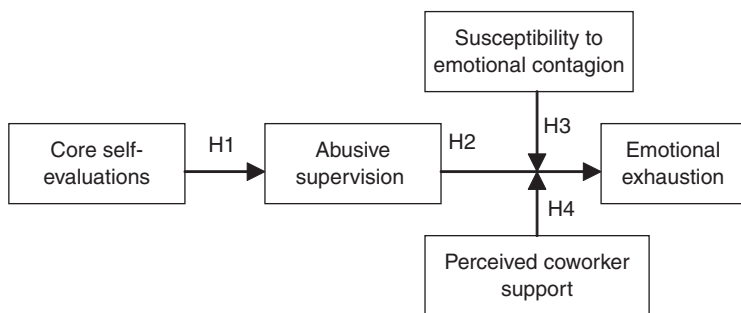 Susceptibility to
emotional contagion
H3
Core self-
evaluations
H1
Abusive
supervision
H2
Emotional
exhaustion
H4
Perceived coworker
support